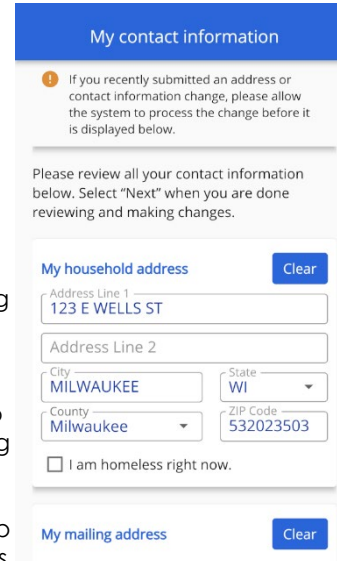 My contact information
If you recently submitted an address or
contact information change, please allow
the system to process the change before it
is displayed below.
Please review all your contact information
below. Select “Next” when you are done
reviewing and making changes.
My household address
Clear
Address Line 1
123 E WELLS ST
Address Line 2
City
MILWAUKEE
State
WI
County
Milwaukee
ZIP Code
532023503
I am homeless right now.
My mailing address
Clear